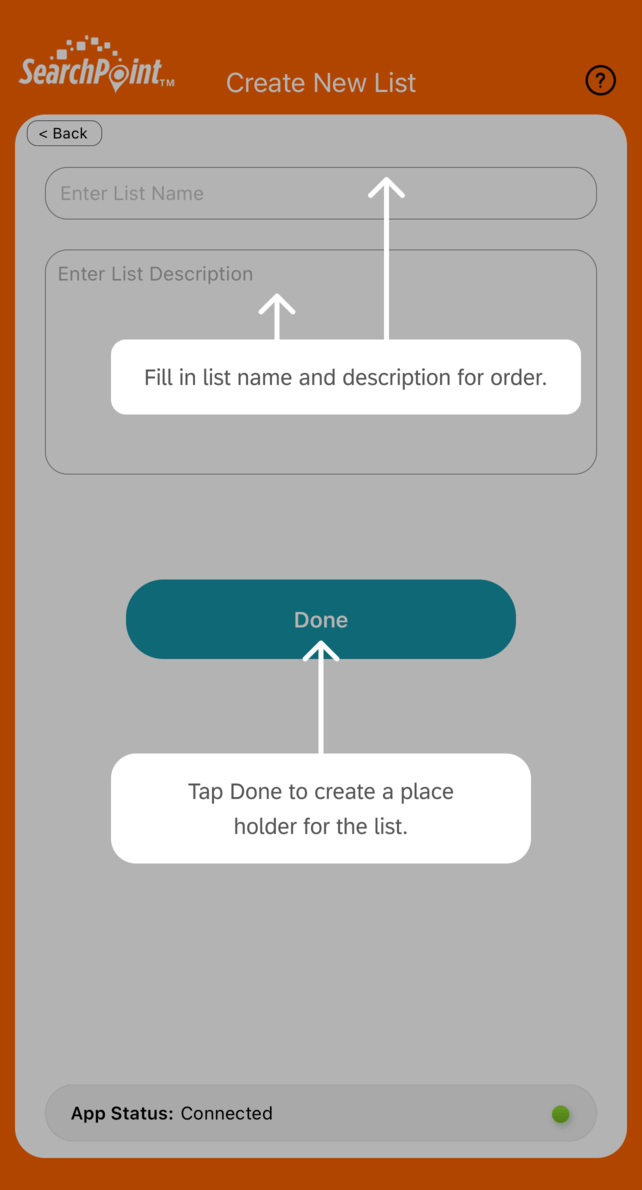 SearchPoint™
Create New List
?
< Back
Enter List Name
Enter List Description
Fill in list name and description for order.
Done
Tap Done to create a place
holder for the list.
App Status: Connected